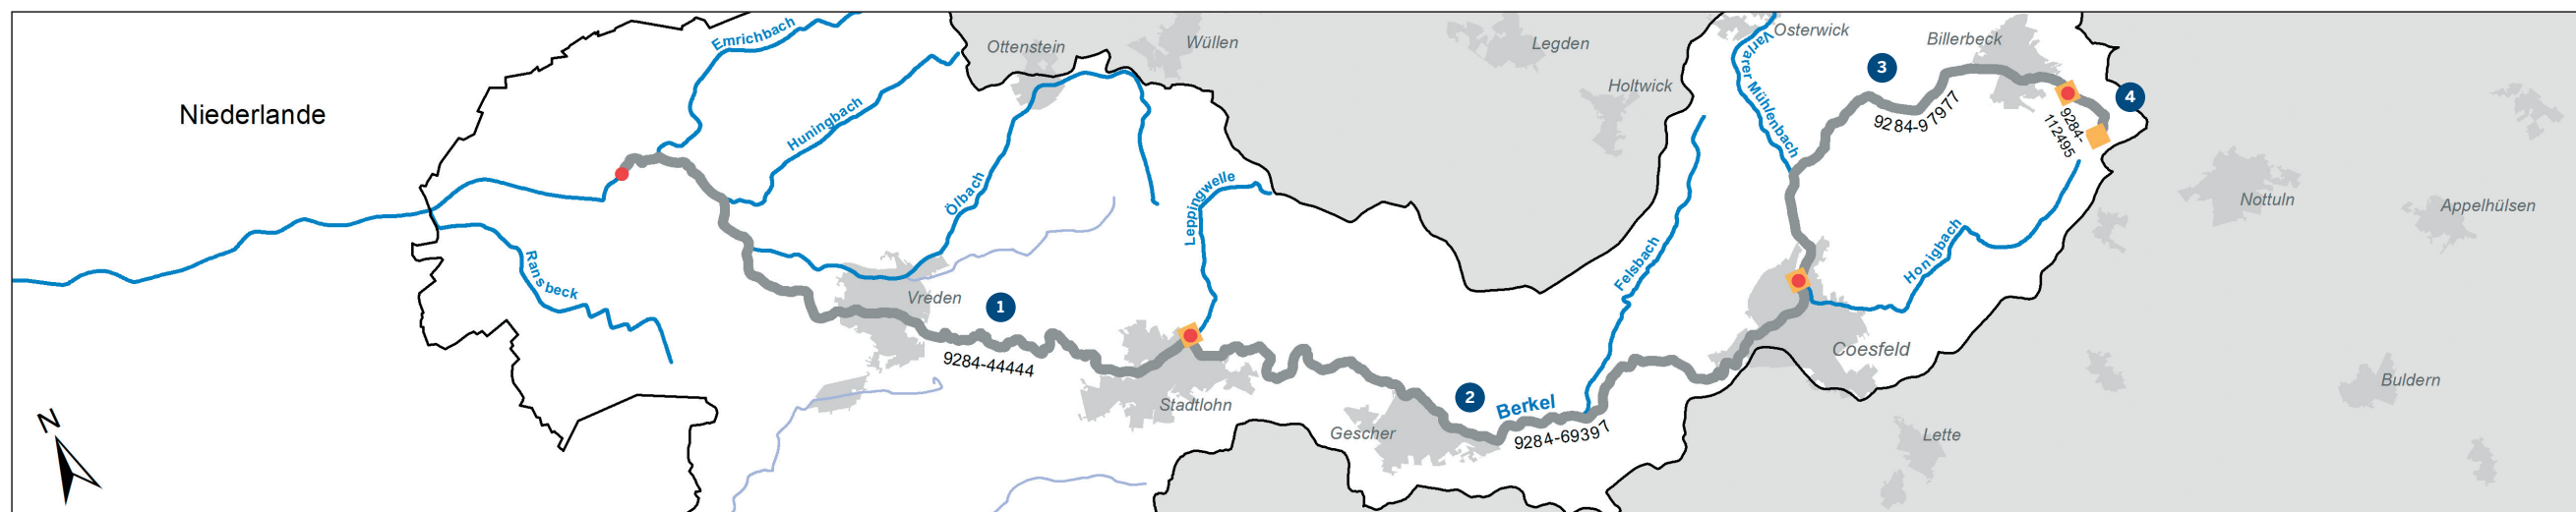 Niederlande
Emrichbach
Huningbach
Ottenstein
Wüllen
Legden
Holtwick
Osterwick
Varlarer Mühlenbach
Billerbeck
3
4
9284-97977
9284-
112495
Nottuln
Appelhülsen
Ölbach
Leppingwelle
Ransbeck
Felsbach
Honigbach
Vreden
1
9284-44444
Stadtlohn
2
Berkel
9284-69397
Gescher
Coesfeld
Buldern
Lette
N